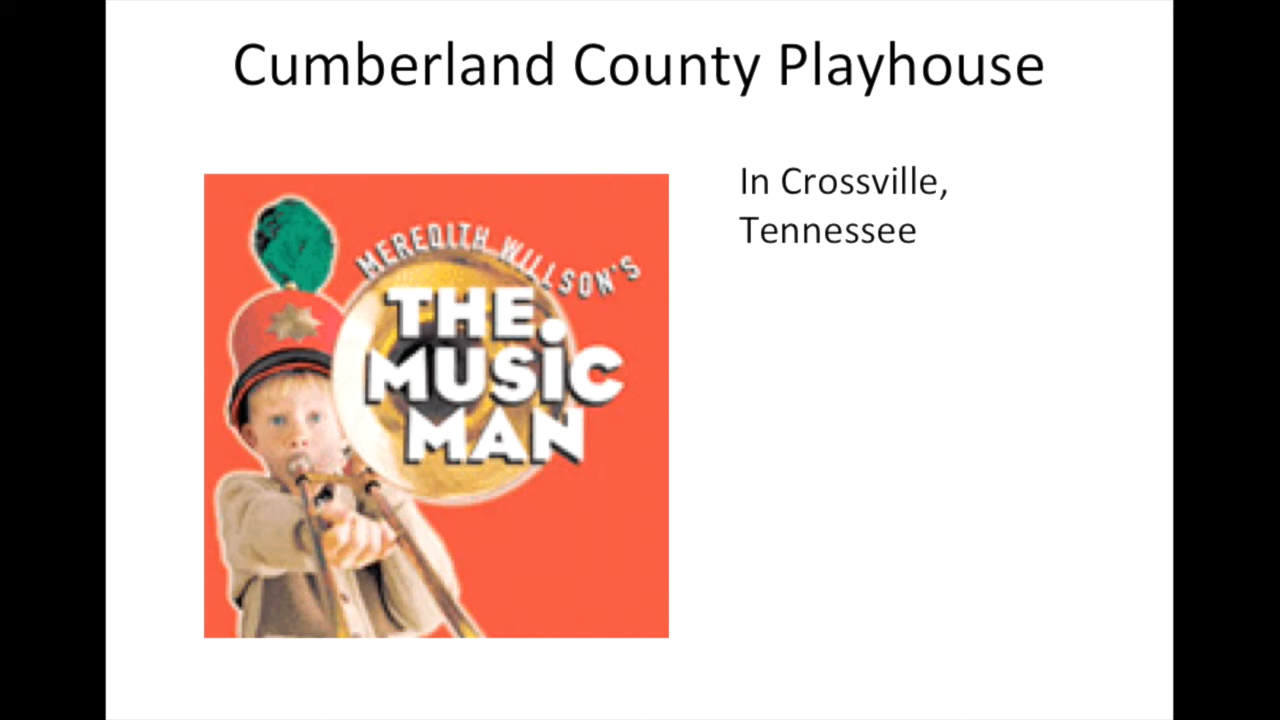 Cumberland County Playhouse
In Crossville,
Tennessee
MEREDITH WILLSON'S
THE
MUSiC
MAN